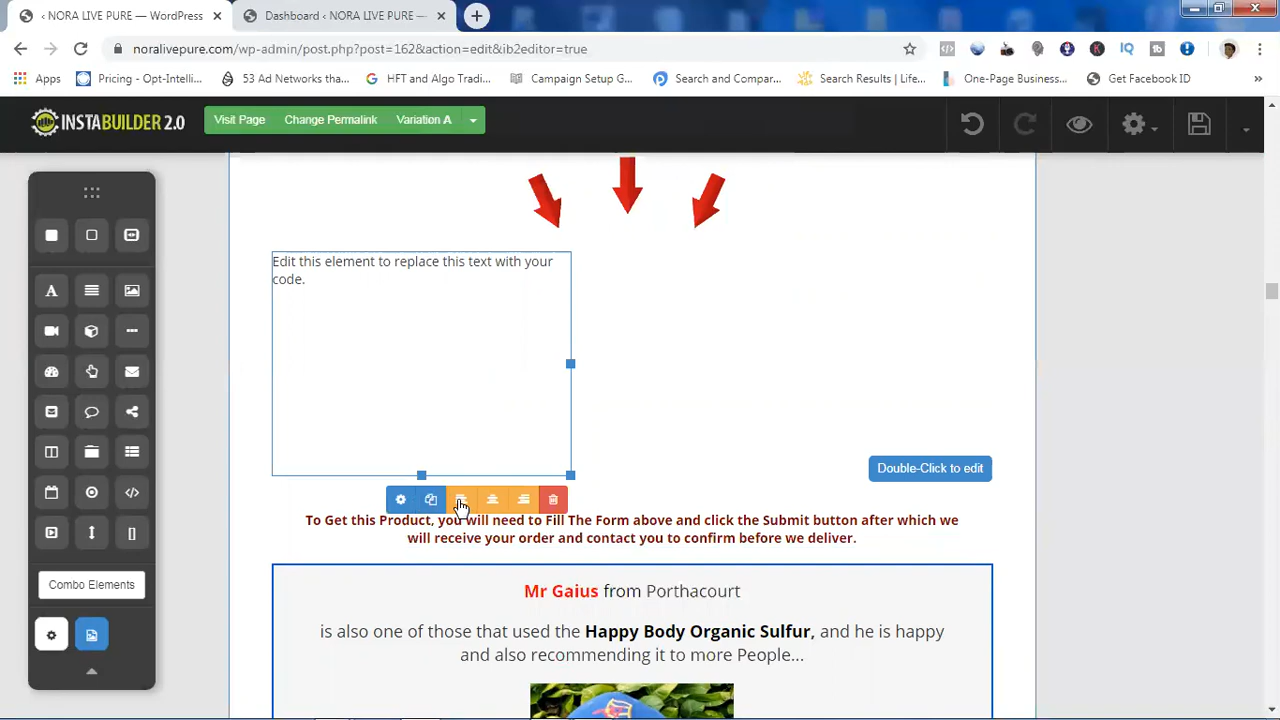 ‹ NORA LIVE PURE — WordPress
Dashboard ‹ NORA LIVE PURE —
noralivepure.com/wp-admin/post.php?post=162&action=edit&ib2editor=true
Apps
Pricing - Opt-Intelli...
53 Ad Networks tha...
HFT and Algo Tradi...
Campaign Setup G...
Search and Compar...
Search Results | Life...
One-Page Business...
Get Facebook ID
INSTABUILDER 2.0
Visit Page
Change Permalink
Variation A
Edit this element to replace this text with your
code.
Double-Click to edit
To Get this Product, you will need to Fill The Form above and click the Submit button after which we
will receive your order and contact you to confirm before we deliver.
Combo Elements
Mr Gaius from Porthacourt
is also one of those that used the Happy Body Organic Sulfur, and he is happy
and also recommending it to more People...